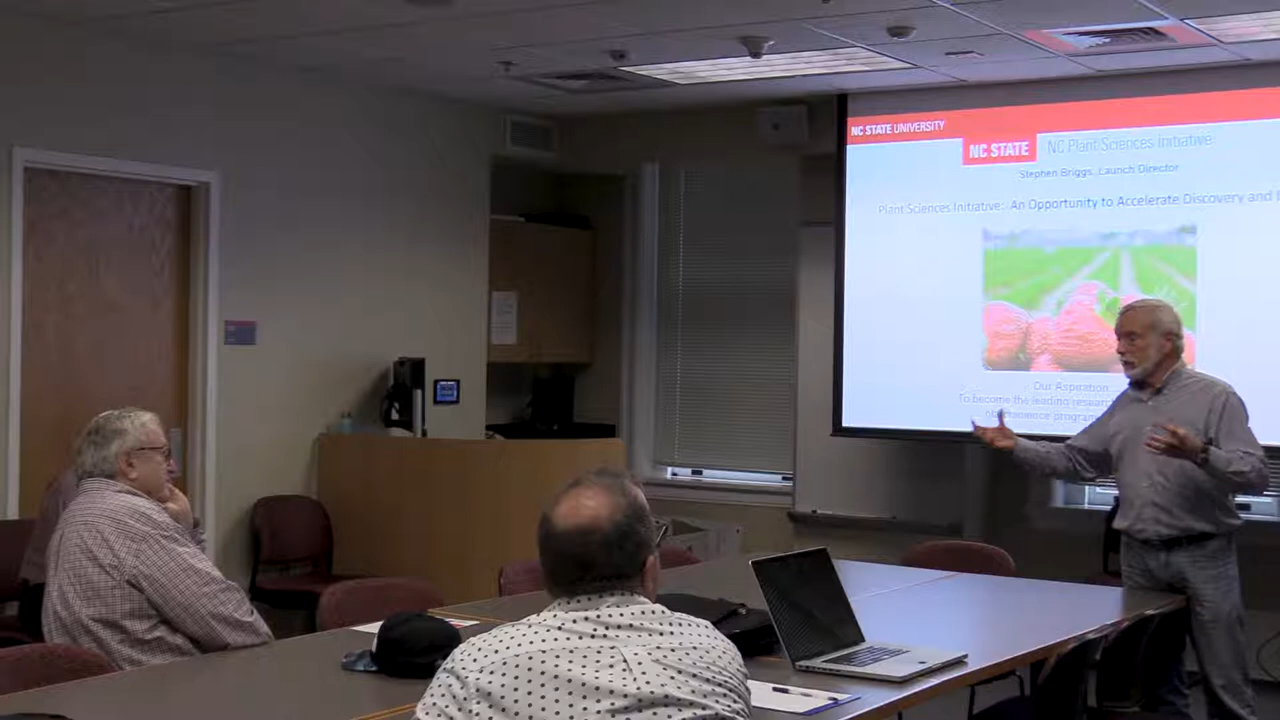 NC STATE UNIVERSITY
NC STATE NC Plant Sciences Initiative
Stephen Briggs, Launch Director
Plant Sciences Initiative: An Opportunity to Accelerate Discovery and
Our Aspiration
To become the leading
program